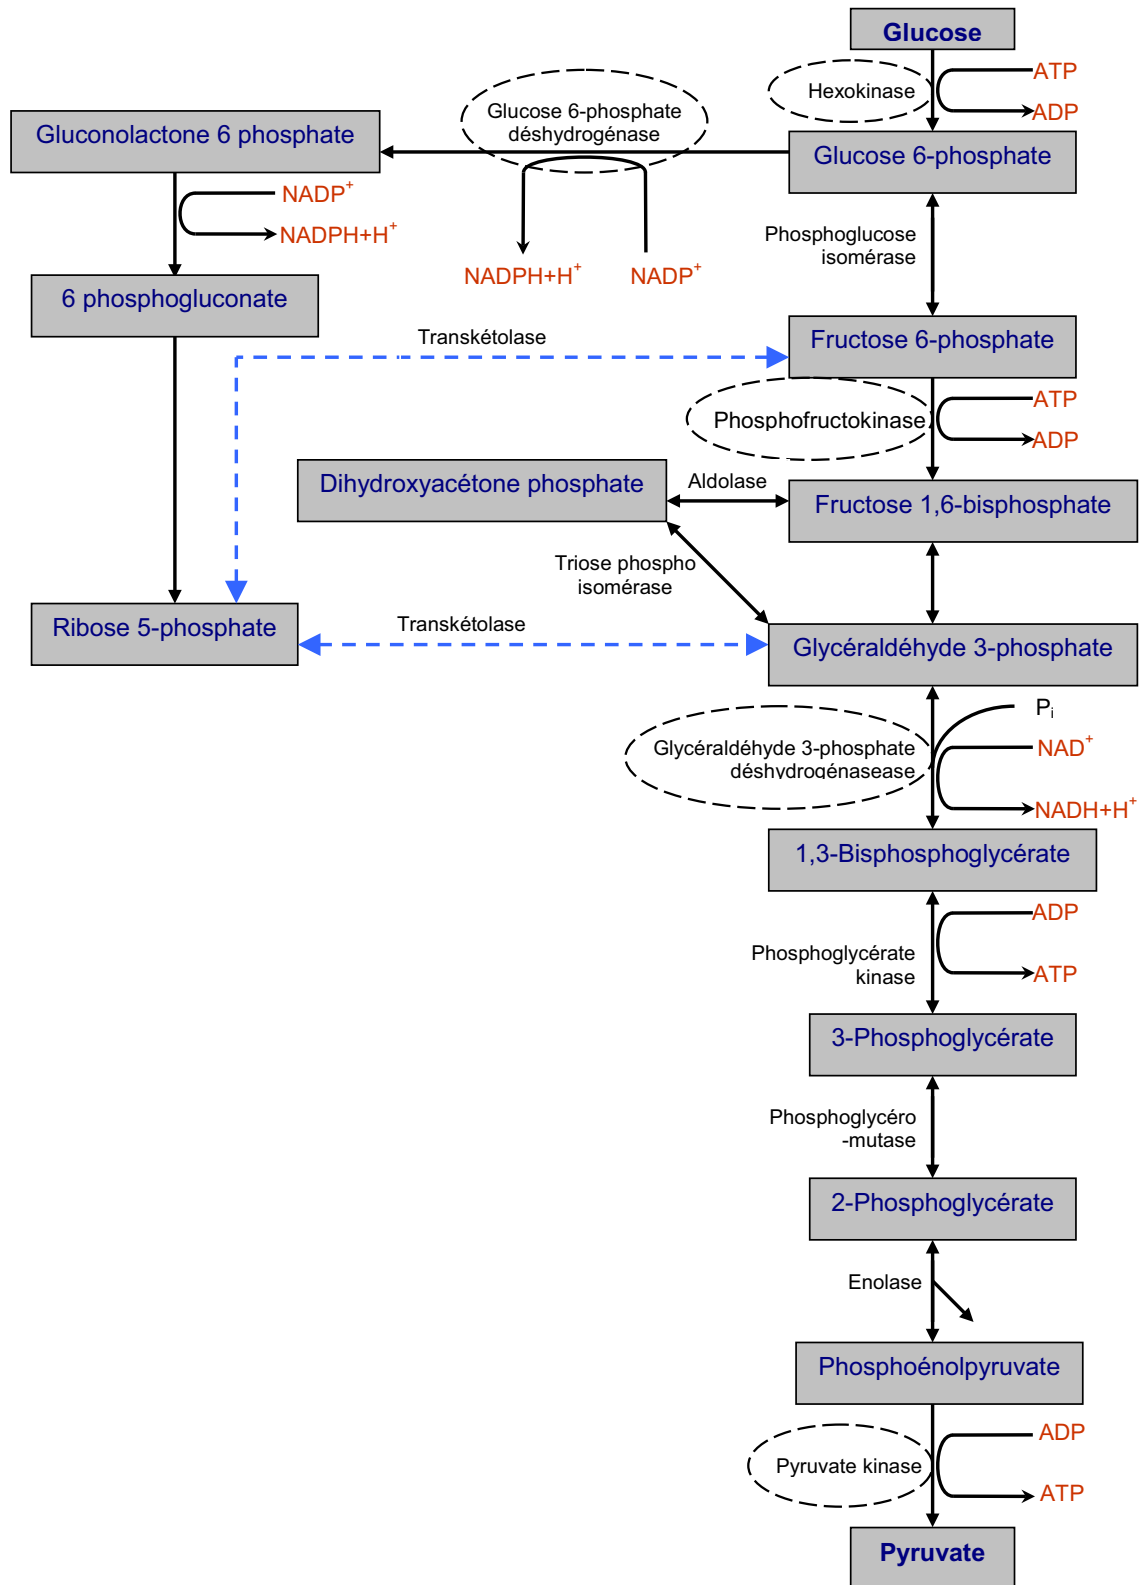 Glucose
Hexokinase
ATP
ADP
Glucose 6-phosphate
déshydrogénase
Gluconolactone 6 phosphate
Glucose 6-phosphate
NADP+
NADPH+H+
NADPH+H+
NADP+
Phosphoglucose
isomérase
6 phosphogluconate
Transkétolase
Fructose 6-phosphate
Phosphofructokinase
ATP
ADP
Dihydroxyacétone phosphate
Aldolase
Fructose 1,6-bisphosphate
Triose phospho
isomérase
Ribose 5-phosphate
Transkétolase
Glycéraldéhyde 3-phosphate
Pi
Glycéraldéhyde 3-phosphate
déshydrogénasease
NAD+
NADH+H+
1,3-Bisphosphoglycérate
ADP
Phosphoglycérate
kinase
ATP
3-Phosphoglycérate
Phosphoglycéro
-mutase
2-Phosphoglycérate
Enolase
Phosphoénolpyruvate
ADP
Pyruvate kinase
ATP
Pyruvate